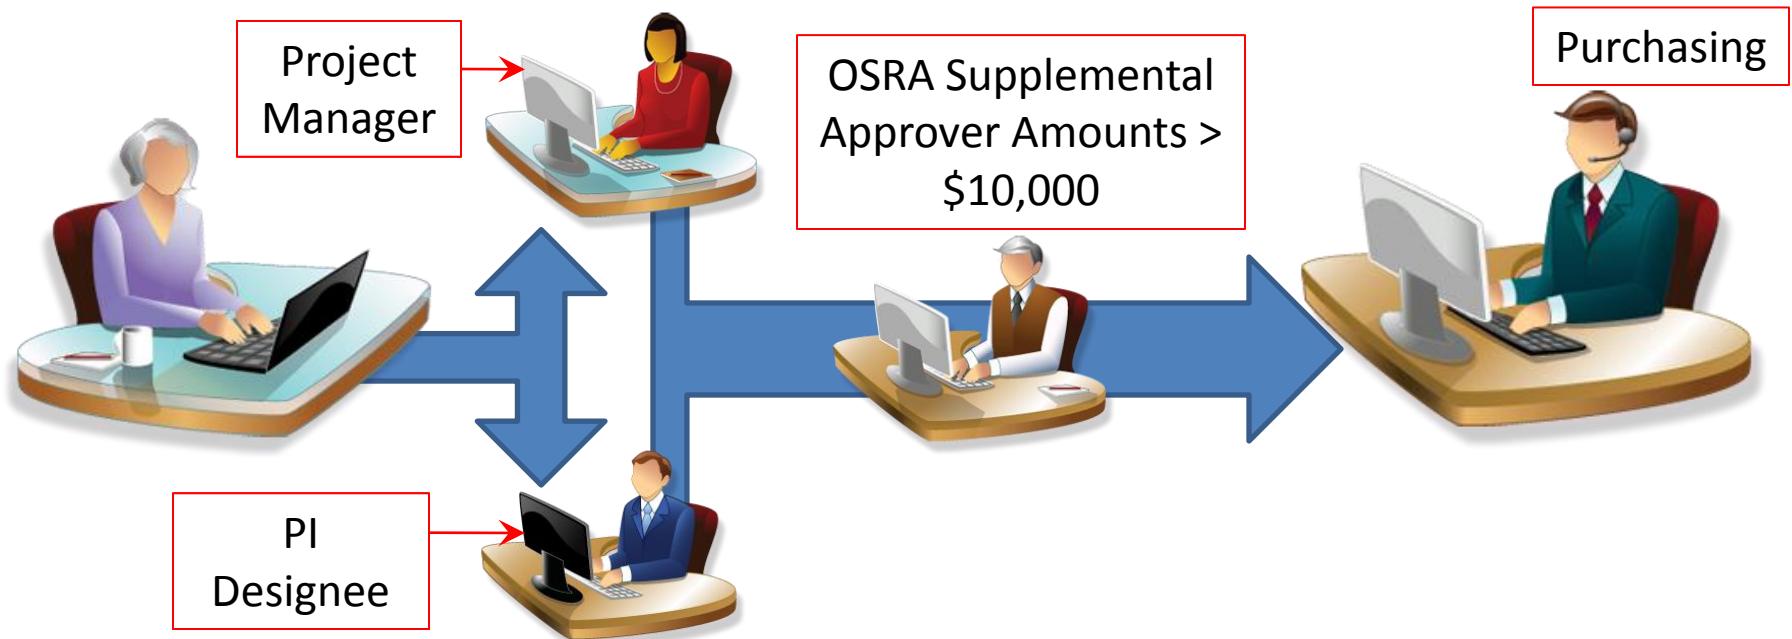 Project
Manager
OSRA Supplemental
Approver Amounts >
$10,000
Purchasing
PI
Designee